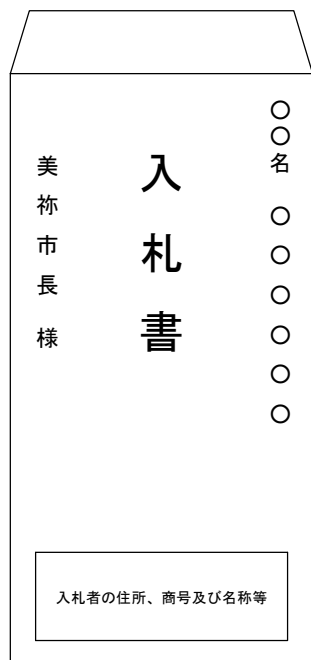 ○○名 ○○○○○○
入札書
美祢市長 様
入札者の住所、商号及び名称等